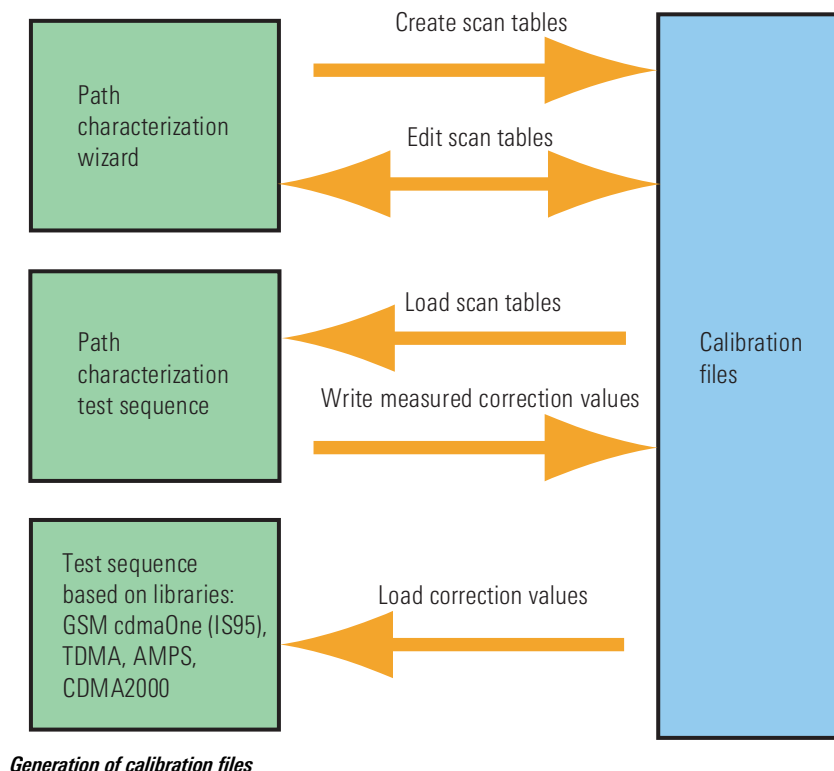 Create scan tables
Path
characterization
wizard
Edit scan tables
Load scan tables
Path
characterization
test sequence
Calibration
files
Write measured correction values
Test sequence
based on libraries:
GSM cdmaOne (IS95),
TDMA, AMPS,
CDMA2000
Load correction values
Generation of calibration files